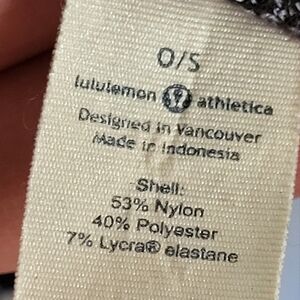 O/S
lululemon athletica
Designed in Vancouver
Made in Indonesia
Shell:
53% Nylon
40% Polyester
7% Lycra® elastane